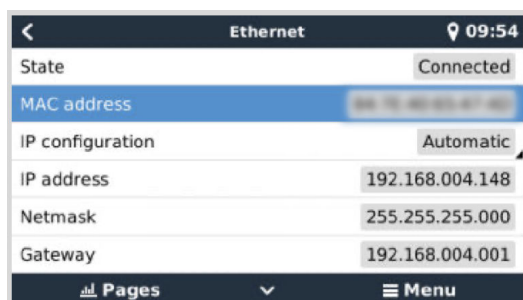 Ethernet 09:54
State Connected
MAC address
IP configuration Automatic
IP address 192.168.004.148
Netmask 255.255.255.000
Gateway 192.168.004.001
Pages Menu